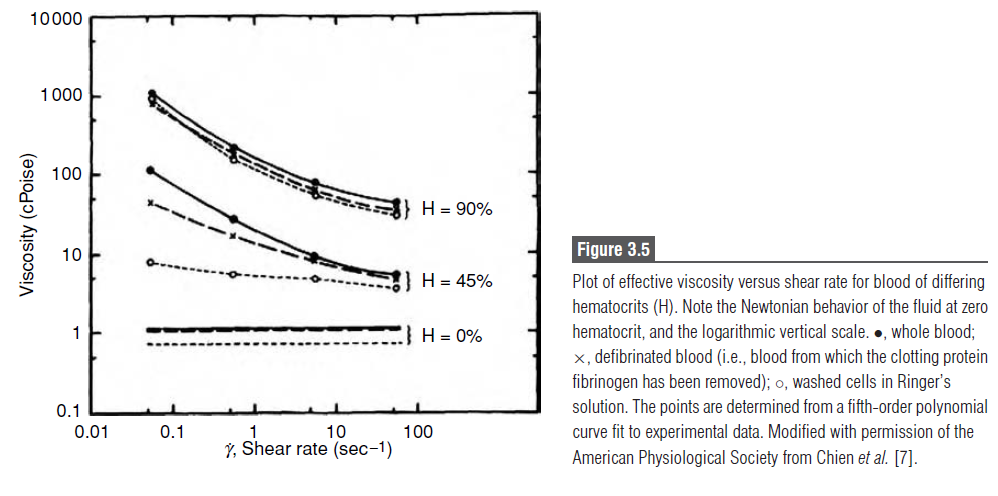 10000
1000
100
10
1
0.1
Viscosity (cPoise)
H = 90%
H = 45%
H = 0%
0.01 0.1 1 10 100
γ̇, Shear rate (sec−1)
Figure 3.5
Plot of effective viscosity versus shear rate for blood of differing
hematocrits (H). Note the Newtonian behavior of the fluid at zero
hematocrit, and the logarithmic vertical scale. ●, whole blood;
×, defibrinated blood (i.e., blood from which the clotting protein
fibrinogen has been removed); ○, washed cells in Ringer’s
solution. The points are determined from a fifth-order polynomial
curve fit to experimental data. Modified with permission of the
American Physiological Society from Chien et al. [7].